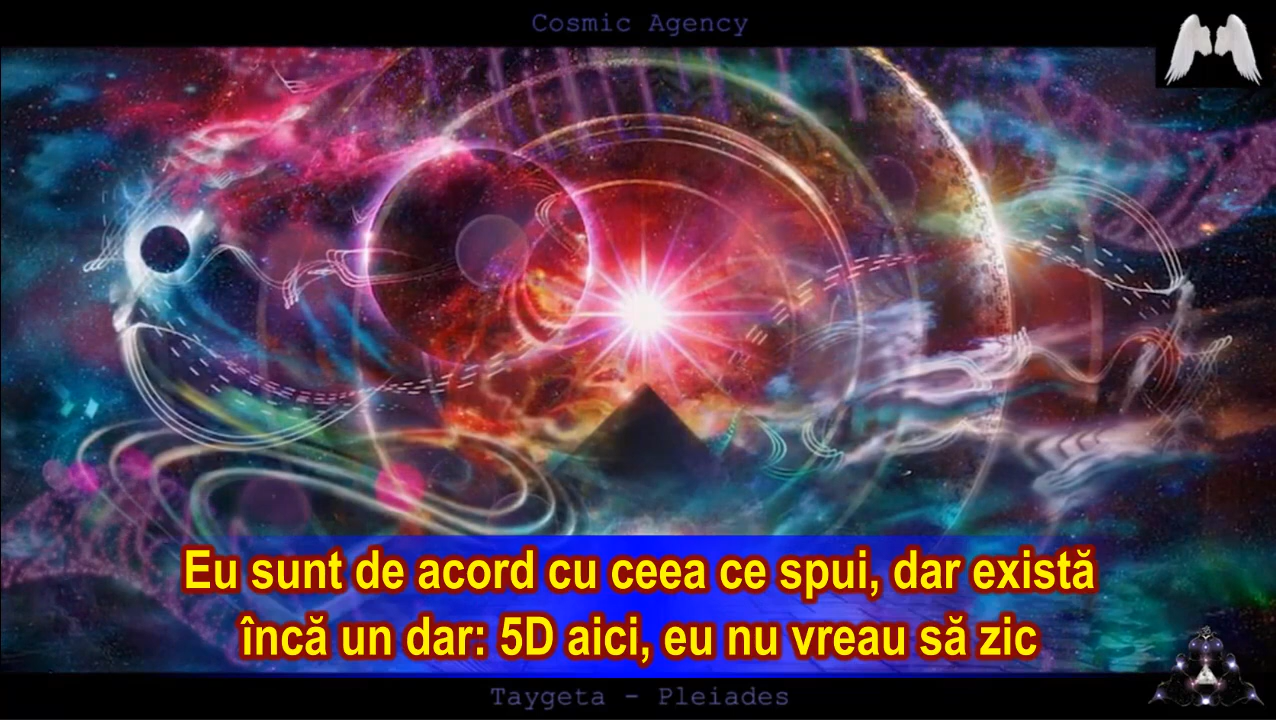 Cosmic Agency
Eu sunt de acord cu ceea ce spui, dar există
încă un dar: 5D aici, eu nu vreau să zic
Taygeta - Pleiades